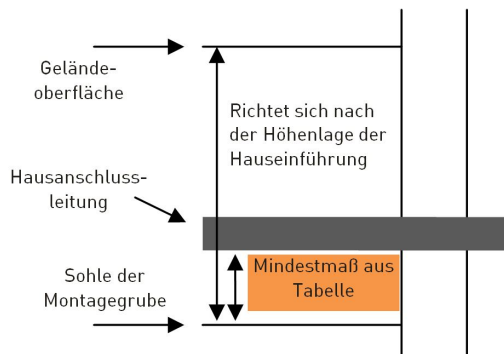 Gelände-
oberfläche
Richtet sich nach
der Höhenlage der
Hauseinführung
Hausanschluss-
leitung
Mindestmaß aus
Tabelle
Sohle der
Montagegrube